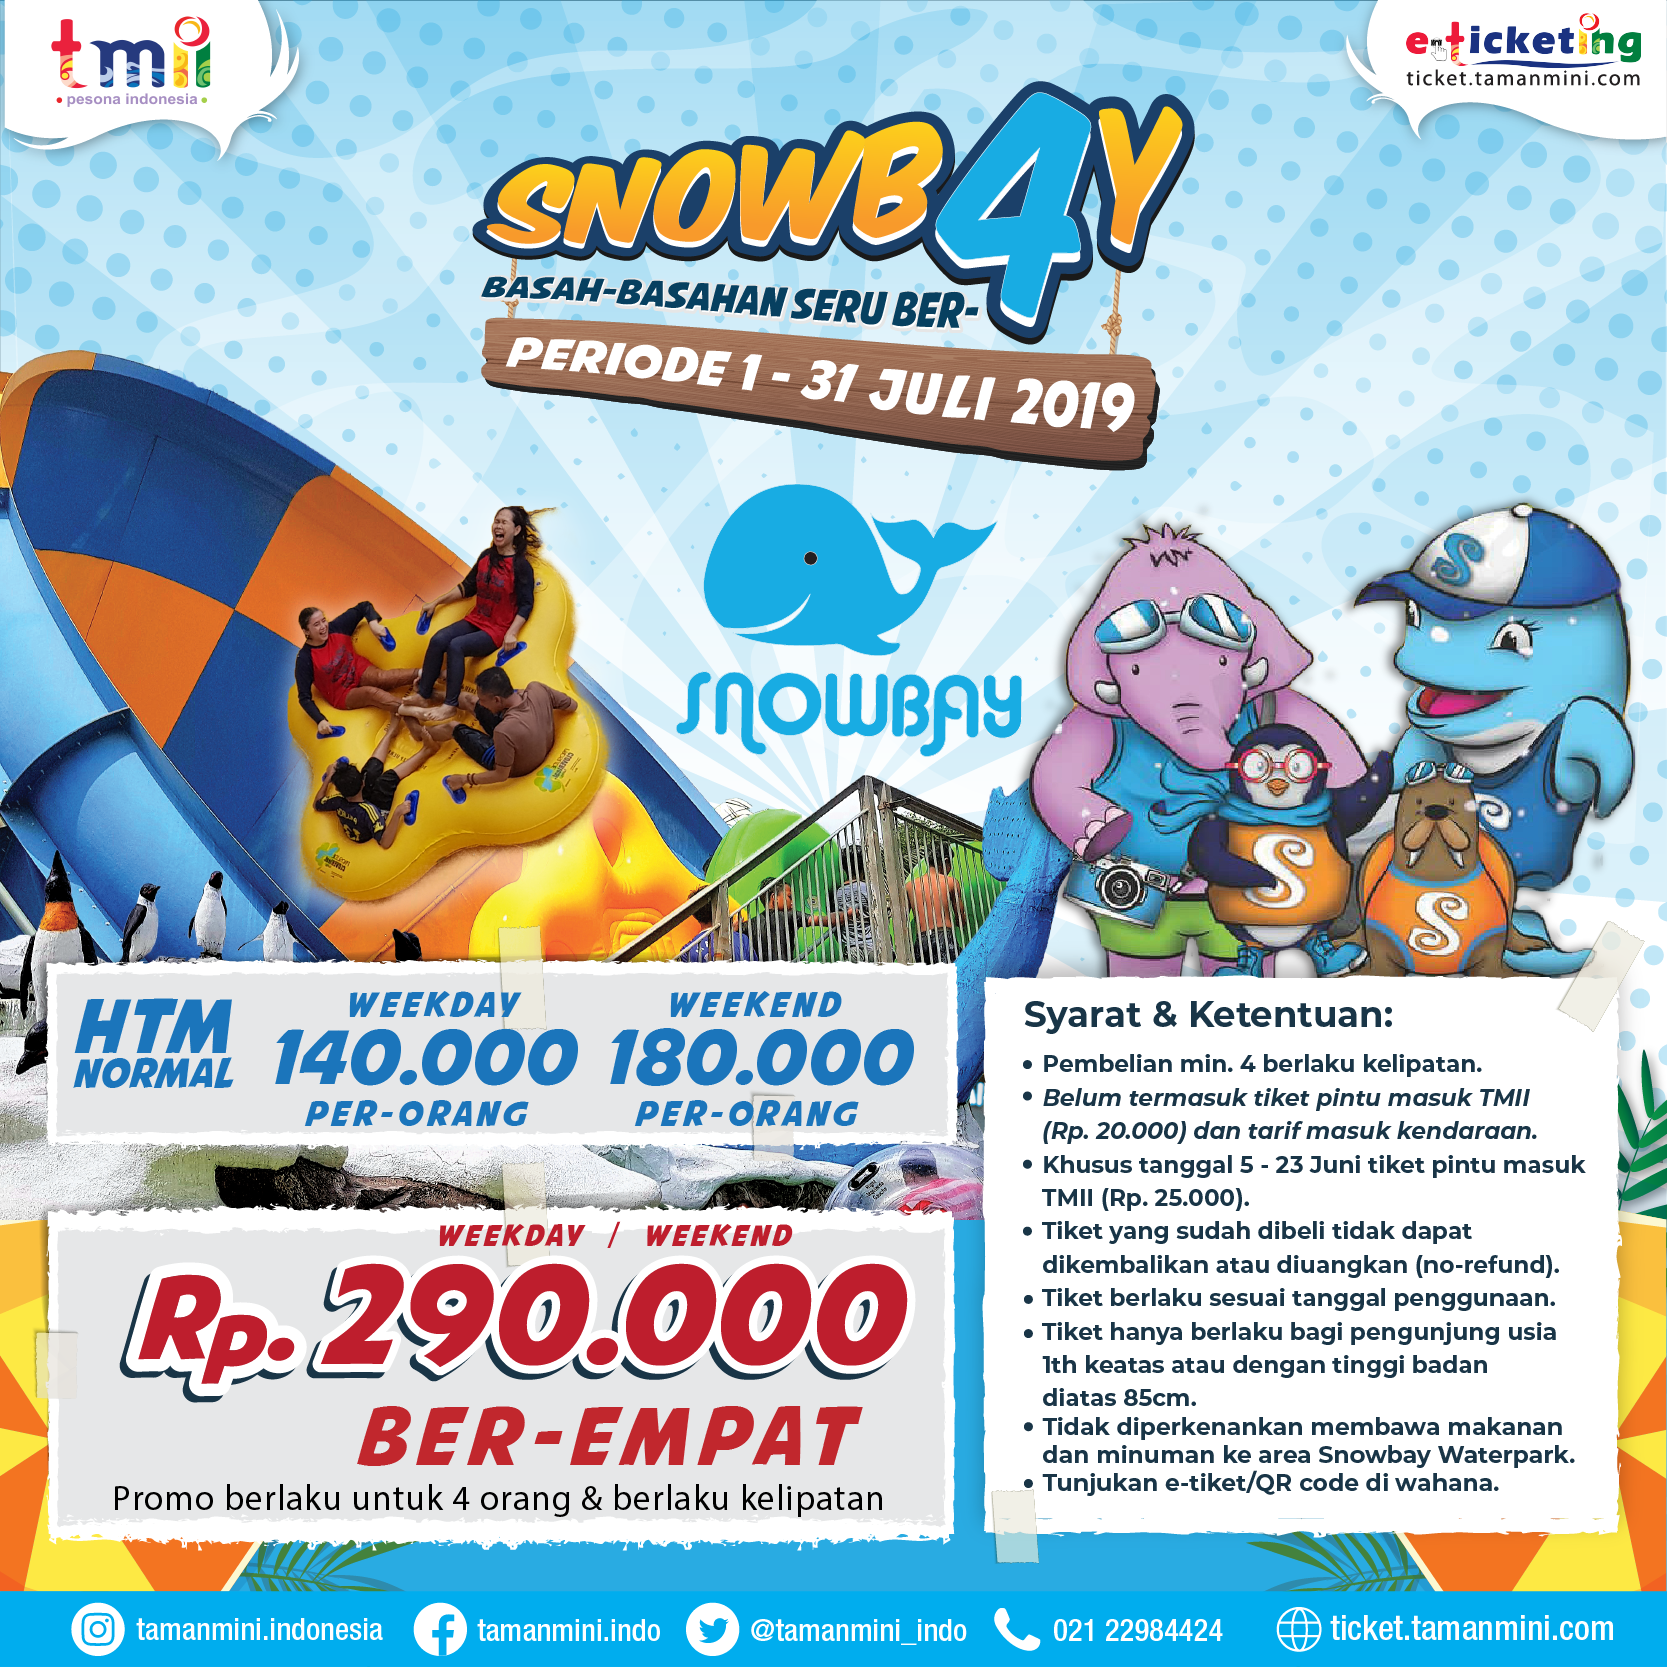 tmii
• pesona indonesia •
e-ticketing
ticket.tamanmini.com
SNOWB4Y
BASAH-BASAHAN SERU BER-
PERIODE 1 - 31 JULI 2019
SNOWBAY
S
S
S
HTM
NORMAL
WEEKDAY
140.000
PER-ORANG
WEEKEND
180.000
PER-ORANG
WEEKDAY / WEEKEND
Rp. 290.000
BER-EMPAT
Promo berlaku untuk 4 orang & berlaku kelipatan
Syarat & Ketentuan:
• Pembelian min. 4 berlaku kelipatan.
• Belum termasuk tiket pintu masuk TMII
(Rp. 20.000) dan tarif masuk kendaraan.
• Khusus tanggal 5 - 23 Juni tiket pintu masuk
TMII (Rp. 25.000).
• Tiket yang sudah dibeli tidak dapat
dikembalikan atau diuangkan (no-refund).
• Tiket berlaku sesuai tanggal penggunaan.
• Tiket hanya berlaku bagi pengunjung usia
1th keatas atau dengan tinggi badan
diatas 85cm.
• Tidak diperkenankan membawa makanan
dan minuman ke area Snowbay Waterpark.
• Tunjukan e-tiket/QR code di wahana.
tamanmini.indonesia
tamanmini.indo
@tamanmini_indo
021 22984424
ticket.tamanmini.com